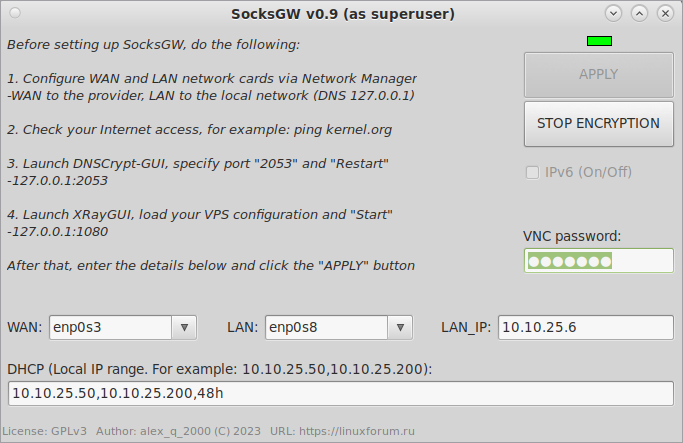 SocksGW v0.9 (as superuser)
Before setting up SocksGW, do the following:
1. Configure WAN and LAN network cards via Network Manager
-WAN to the provider, LAN to the local network (DNS 127.0.0.1)
2. Check your Internet access, for example: ping kernel.org
3. Launch DNSCrypt-GUI, specify port "2053" and "Restart"
-127.0.0.1:2053
4. Launch XRayGUI, load your VPS configuration and "Start"
-127.0.0.1:1080
After that, enter the details below and click the "APPLY" button
APPLY
STOP ENCRYPTION
IPv6 (On/Off)
VNC password:
WAN: enp0s3 LAN: enp0s8 LAN_IP: 10.10.25.6
DHCP (Local IP range. For example: 10.10.25.50,10.10.25.200):
10.10.25.50,10.10.25.200,48h
License: GPLv3 Author: alex_q_2000 (C) 2023 URL: https://linuxforum.ru